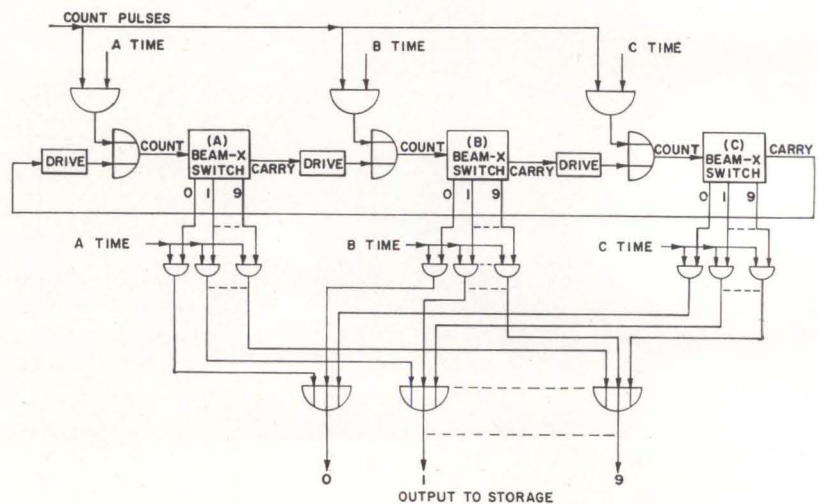 COUNT PULSES
A TIME
B TIME
C TIME
DRIVE
COUNT
(A)
BEAM-X
SWITCH
CARRY
DRIVE
COUNT
(B)
BEAM-X
SWITCH
CARRY
DRIVE
COUNT
(C)
BEAM-X
SWITCH
CARRY
0 1 9
0 1 9
0 1 9
A TIME
B TIME
C TIME
0 1 9
OUTPUT TO STORAGE